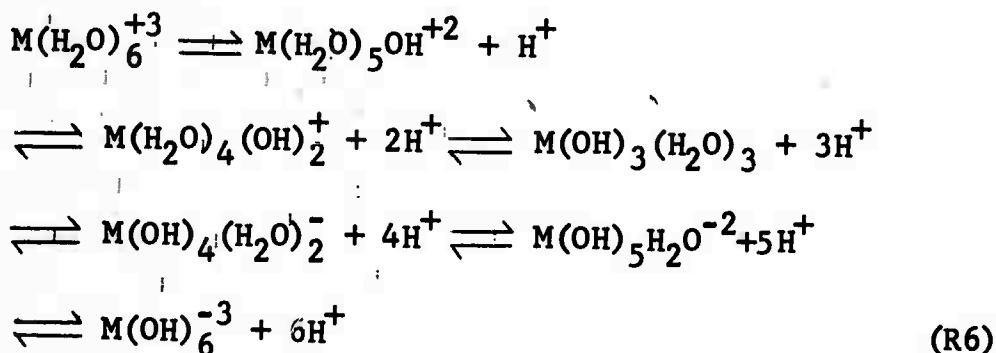 M(H₂O)₆⁺³ ⇌ M(H₂O)₅OH⁺² + H⁺
⇌ M(H₂O)₄(OH)₂⁺ + 2H⁺ ⇌ M(OH)₃(H₂O)₃ + 3H⁺
⇌ M(OH)₄(H₂O)₂⁻ + 4H⁺ ⇌ M(OH)₅H₂O⁻²+5H⁺
⇌ M(OH)₆⁻³ + 6H⁺ (R6)